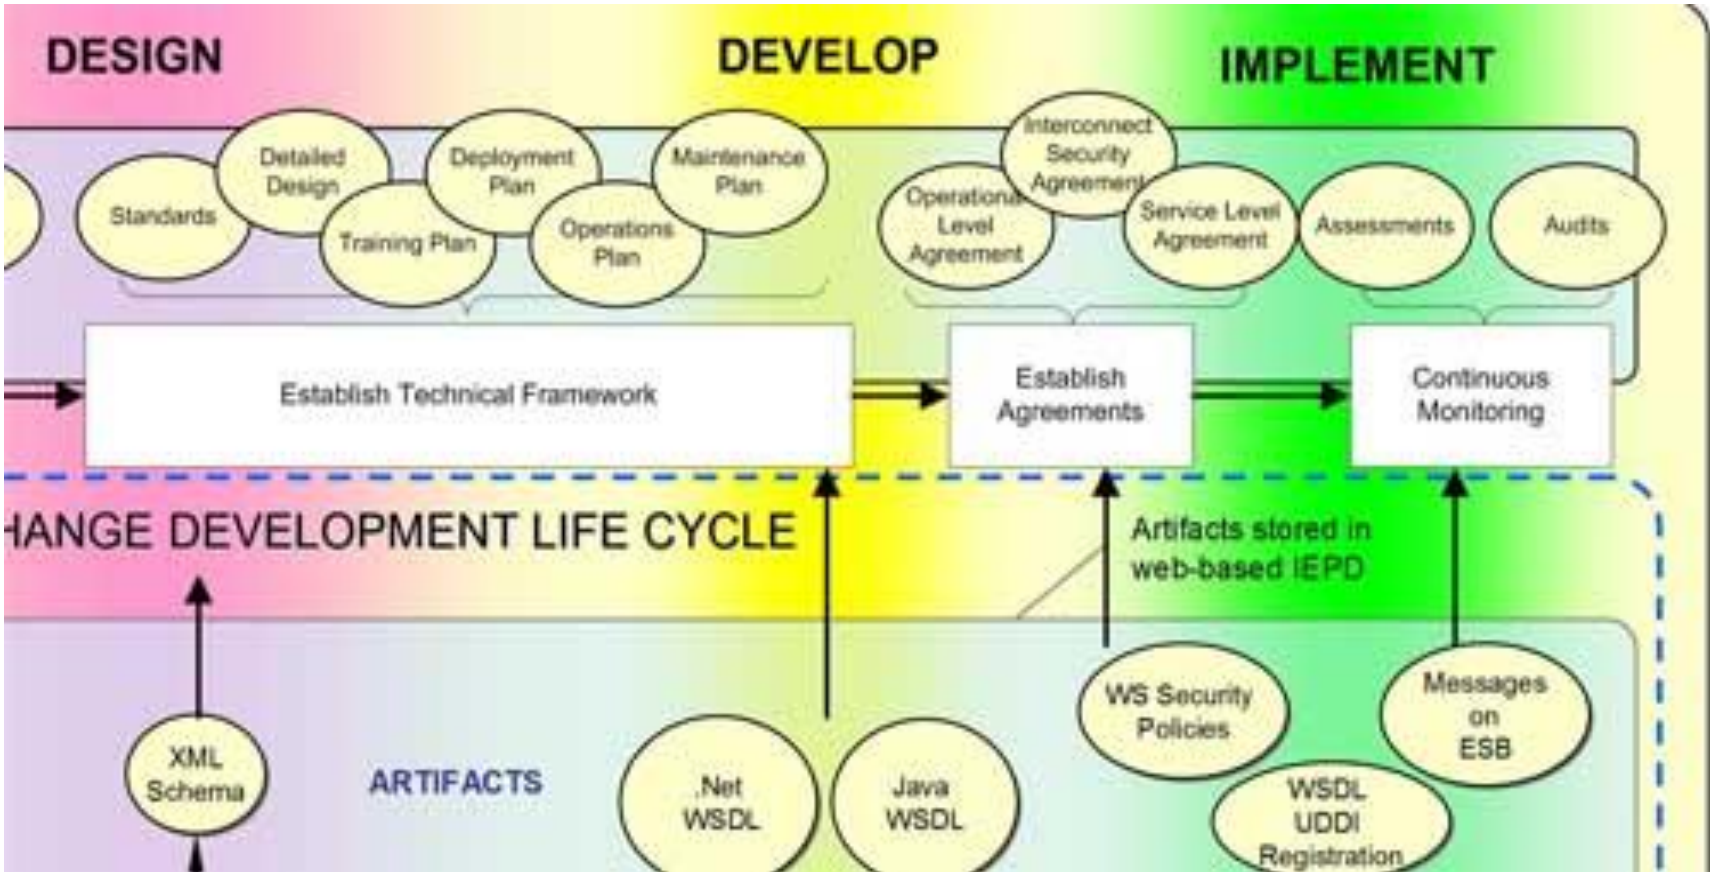 DESIGN
DEVELOP
IMPLEMENT
Standards
Detailed
Design
Training Plan
Deployment
Plan
Operations
Plan
Maintenance
Plan
Operational
Level
Agreement
Interconnect
Security
Agreement
Service Level
Agreement
Assessments
Audits
Establish Technical Framework
Establish
Agreements
Continuous
Monitoring
HANGE DEVELOPMENT LIFE CYCLE
Artifacts stored in
web-based IEPD
XML
Schema
ARTIFACTS
.Net
WSDL
Java
WSDL
WS Security
Policies
Messages
on
ESB
WSDL
UDDI
Registration